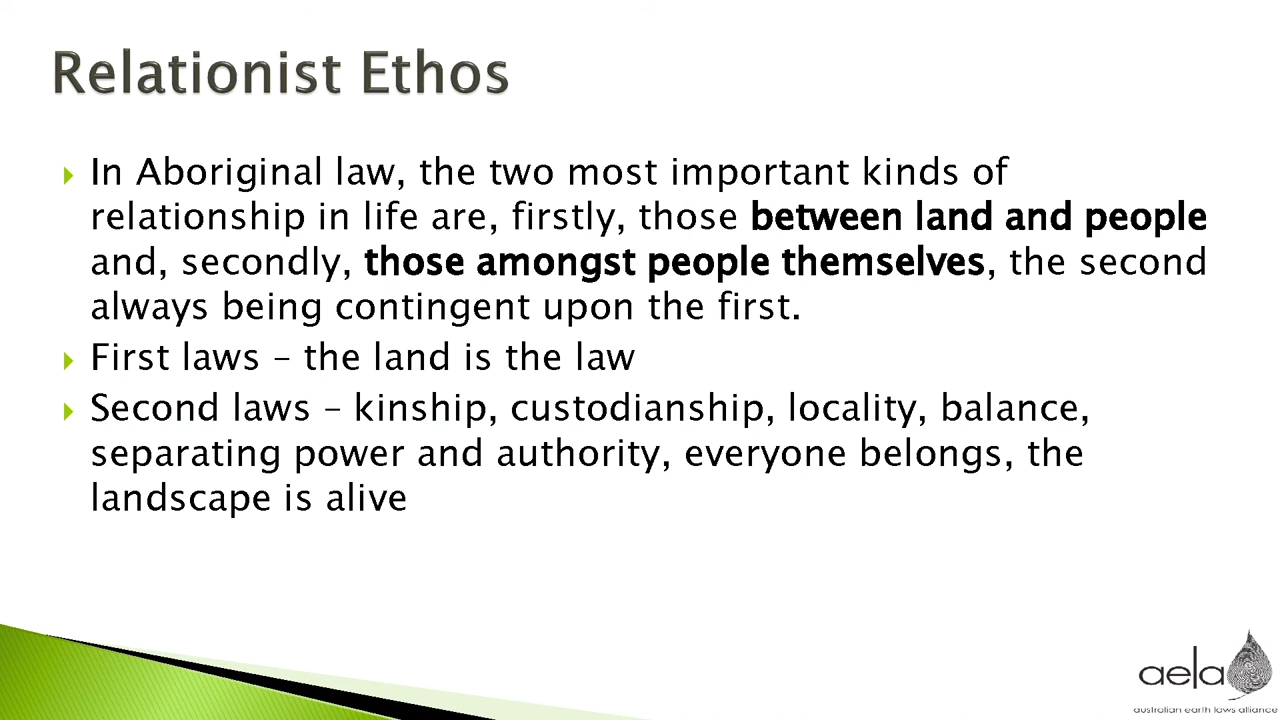 Relationist Ethos
In Aboriginal law, the two most important kinds of
relationship in life are, firstly, those between land and people
and, secondly, those amongst people themselves, the second
always being contingent upon the first.
First laws – the land is the law
Second laws – kinship, custodianship, locality, balance,
separating power and authority, everyone belongs, the
landscape is alive
aela
australian earth laws alliance